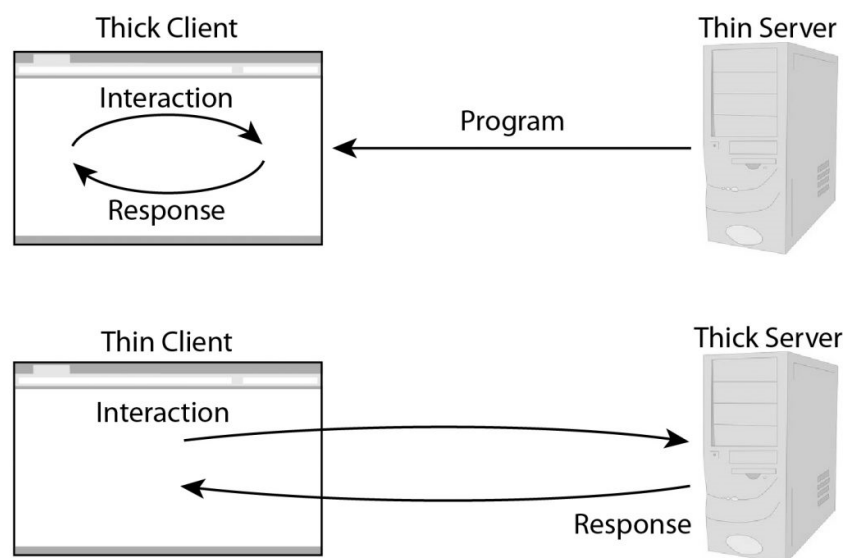 Thick Client
Thin Server
Interaction
Program
Response
Thin Client
Thick Server
Interaction
Response